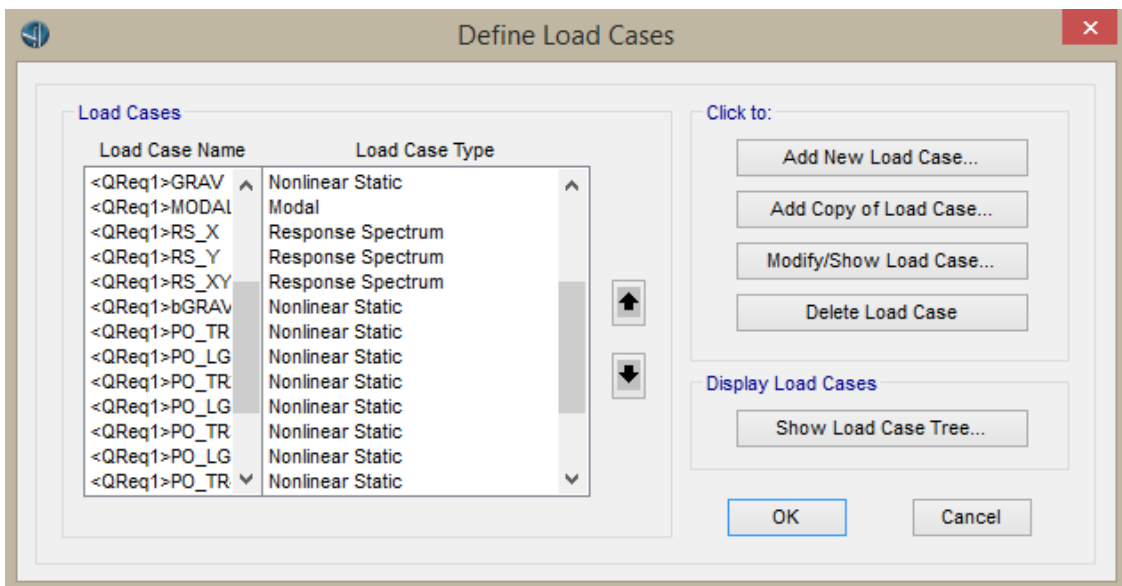 Define Load Cases
Load Cases
Load Case Name Load Case Type
<QReq1>GRAV Nonlinear Static
<QReq1>MODAL Modal
<QReq1>RS_X Response Spectrum
<QReq1>RS_Y Response Spectrum
<QReq1>RS_XY Response Spectrum
<QReq1>bGRAV Nonlinear Static
<QReq1>PO_TR Nonlinear Static
<QReq1>PO_LG Nonlinear Static
<QReq1>PO_TR Nonlinear Static
<QReq1>PO_LG Nonlinear Static
<QReq1>PO_TR Nonlinear Static
<QReq1>PO_LG Nonlinear Static
<QReq1>PO_TR Nonlinear Static
Click to:
Add New Load Case...
Add Copy of Load Case...
Modify/Show Load Case...
Delete Load Case
Display Load Cases
Show Load Case Tree...
OK Cancel